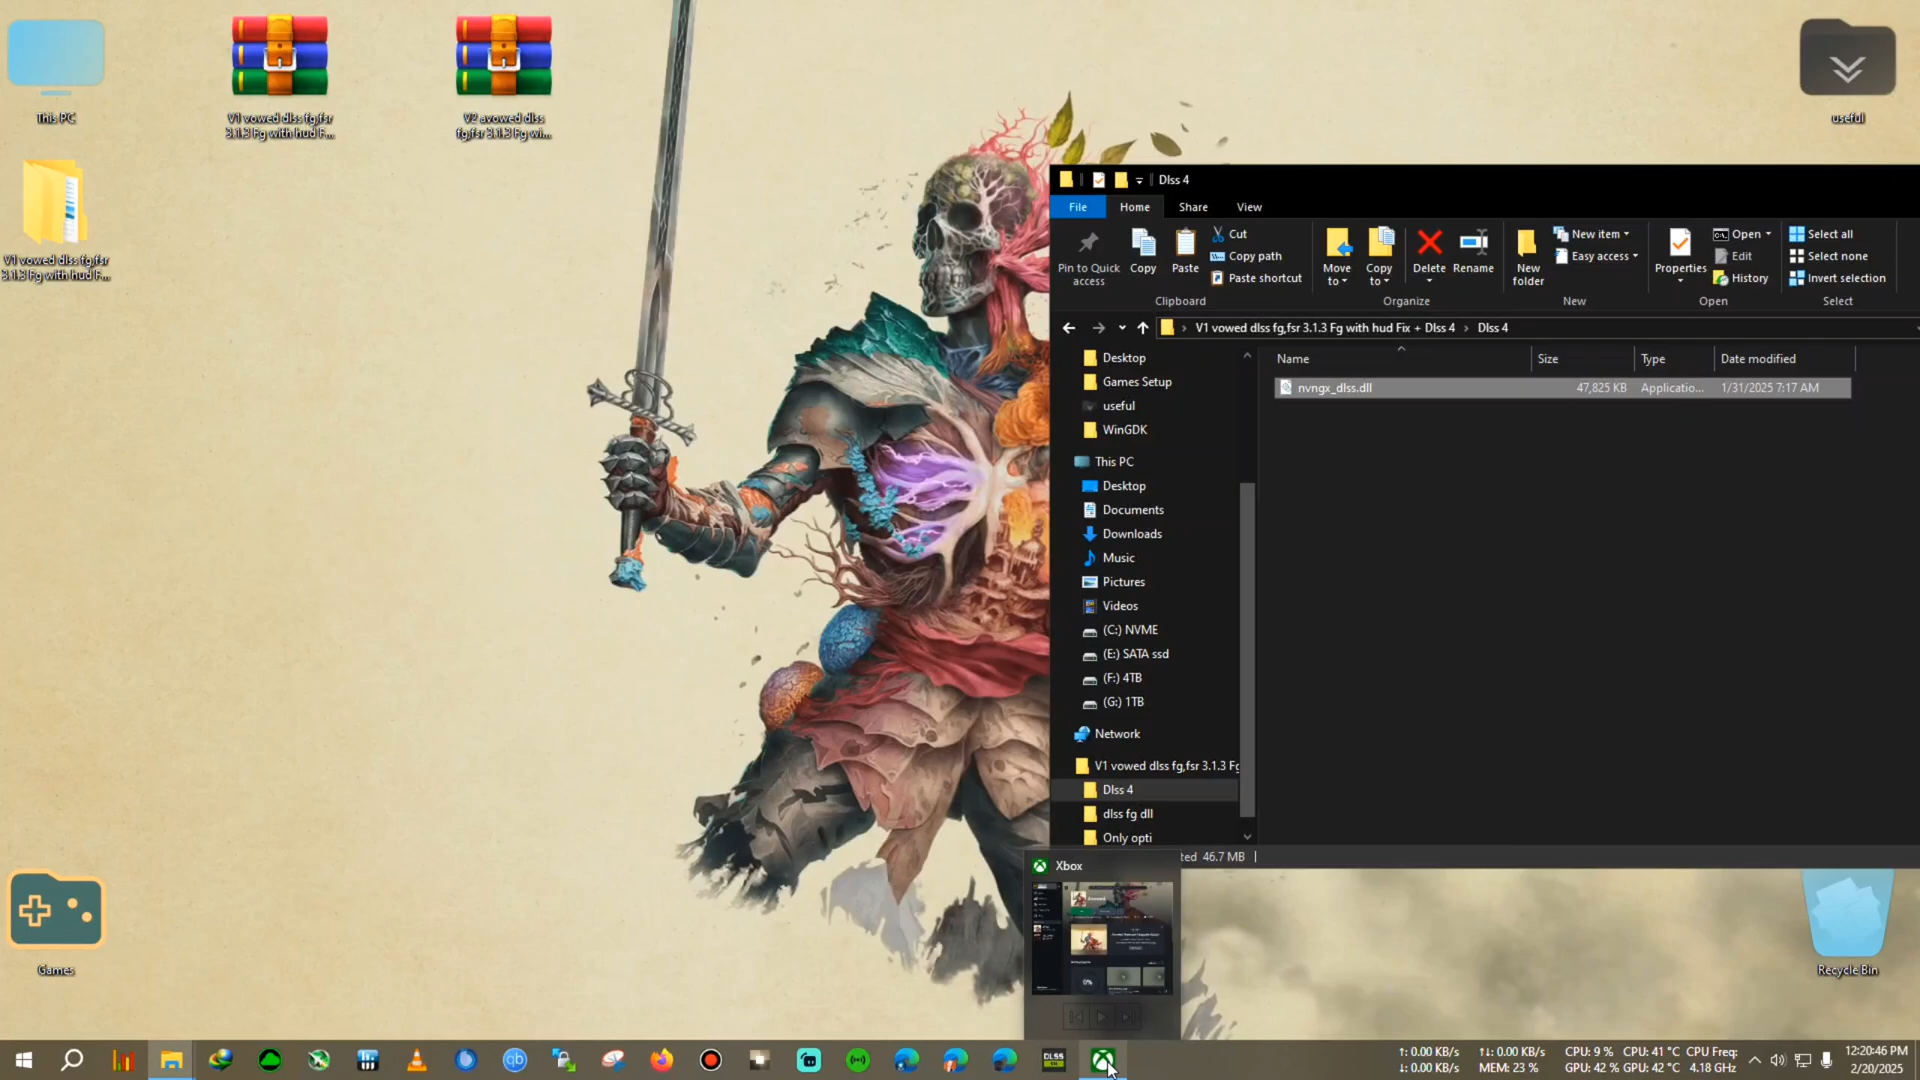 This PC
V1 vowed dlss fg,fsr
3.1.3 Fg with hud F...
V2 avowed dlss
fg,fsr 3.1.3 Fg wi...
useful
V1 vowed dlss fg,fsr
3.1.3 Fg with hud F...
Dlss 4
File
Home
Share
View
Pin to Quick
access
Copy
Paste
Cut
Copy path
Paste shortcut
Clipboard
Move
to
Copy
to
Delete
Rename
Organize
New
folder
New item
Easy access
New
Properties
Open
Edit
History
Open
Select all
Select none
Invert selection
Select
V1 vowed dlss fg,fsr 3.1.3 Fg with hud Fix + Dlss 4 › Dlss 4
Desktop
Games Setup
useful
WinGDK
This PC
Desktop
Documents
Downloads
Music
Pictures
Videos
(C:) NVME
(E:) SATA ssd
(F:) 4TB
(G:) 1TB
Network
V1 vowed dlss fg,fsr 3.1.3 Fg
Dlss 4
dlss fg dll
Only opti
Name
Size
Type
Date modified
nvngx_dlss.dll
47,825 KB
Applicatio...
1/31/2025 7:17 AM
46.7 MB
Xbox
Games
Recycle Bin
DLSS
↑: 0.00 KB/s
↓: 0.00 KB/s
↑↓: 0.00 KB/s
MEM: 23 %
CPU: 9 % CPU: 41 °C CPU Freq:
GPU: 42 % GPU: 42 °C 4.18 GHz
12:20:46 PM
2/20/2025